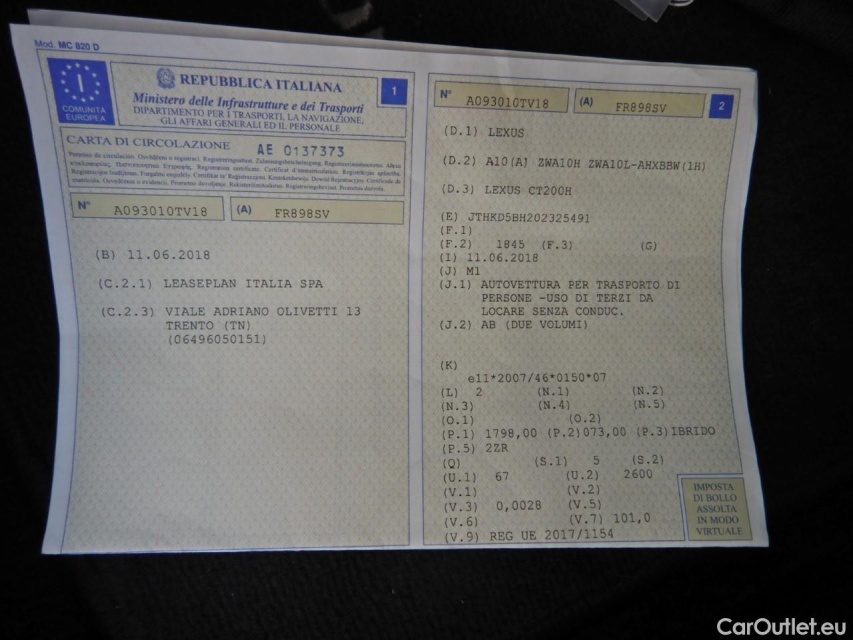 Mod. MC 820 D
I
COMUNITÀ
EUROPEA
REPUBBLICA ITALIANA
Ministero delle Infrastrutture e dei Trasporti
DIPARTIMENTO PER I TRASPORTI, LA NAVIGAZIONE,
GLI AFFARI GENERALI ED IL PERSONALE
1
CARTA DI CIRCOLAZIONE AE 0137373
N° A093010TV18 (A) FR898SV
(B) 11.06.2018
(C.2.1) LEASEPLAN ITALIA SPA
(C.2.3) VIALE ADRIANO OLIVETTI 13
TRENTO (TN)
(06496050151)
N° A093010TV18 (A) FR898SV 2
(D.1) LEXUS
(D.2) A10(A) ZWA10H ZWA10L-AHXBBW(1H)
(D.3) LEXUS CT200H
(E) JTHKD5BH202325491
(F.1)
(F.2) 1845 (F.3) (G)
(I) 11.06.2018
(J) M1
(J.1) AUTOVETTURA PER TRASPORTO DI
PERSONE -USO DI TERZI DA
LOCARE SENZA CONDUC.
(J.2) AB (DUE VOLUMI)
(K)
e11*2007/46*0150*07
(L) 2 (N.1) (N.2)
(N.3) (N.4) (N.5)
(O.1) (O.2)
(P.1) 1798,00 (P.2)073,00 (P.3)IBRIDO
(P.5) 2ZR
(Q) (S.1) 5 (S.2)
(U.1) 67 (U.2) 2600
(V.1) (V.2)
(V.3) 0,0028 (V.5)
(V.6) (V.7) 101,0
(V.9) REG UE 2017/1154
IMPOSTA
DI BOLLO
ASSOLTA
IN MODO
VIRTUALE
CarOutlet.eu